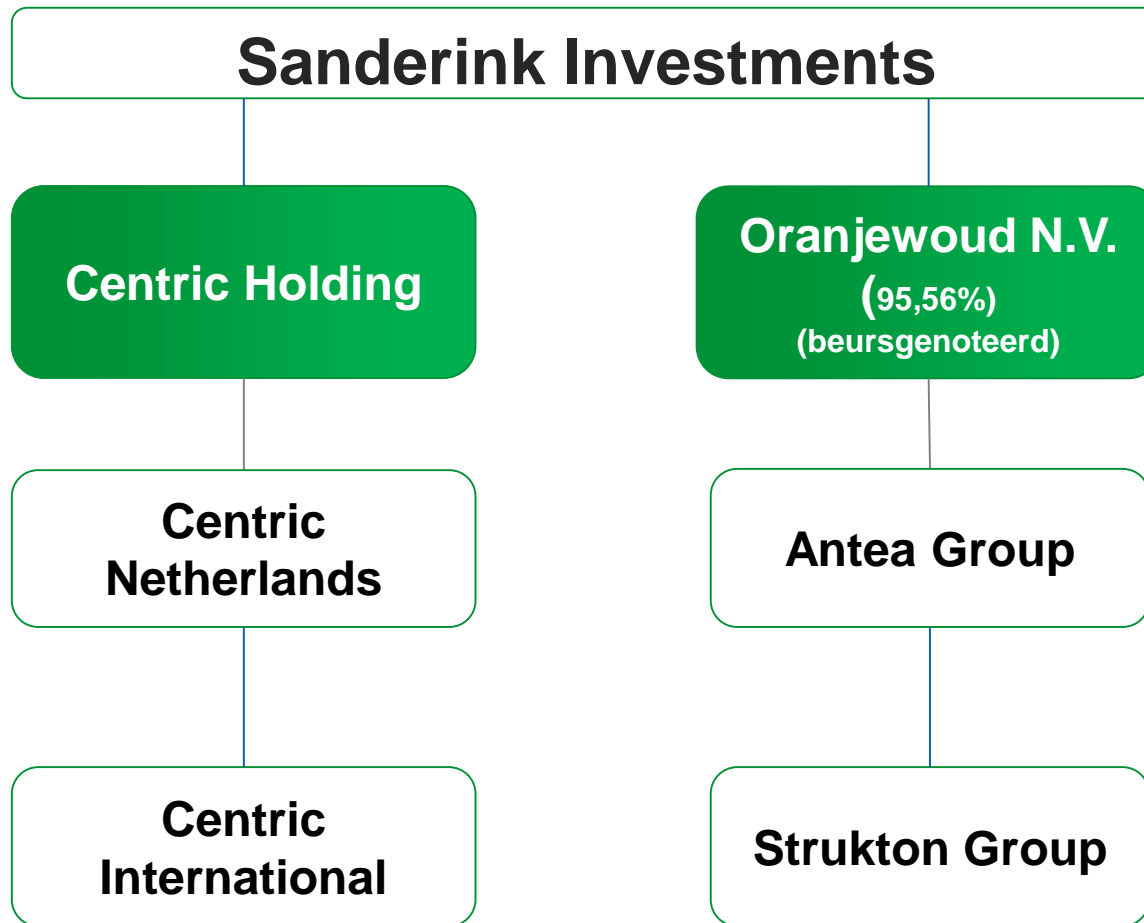 Sanderink Investments
Centric Holding
Oranjewoud N.V.
(95,56%)
(beursgenoteerd)
Centric
Netherlands
Antea Group
Centric
International
Strukton Group